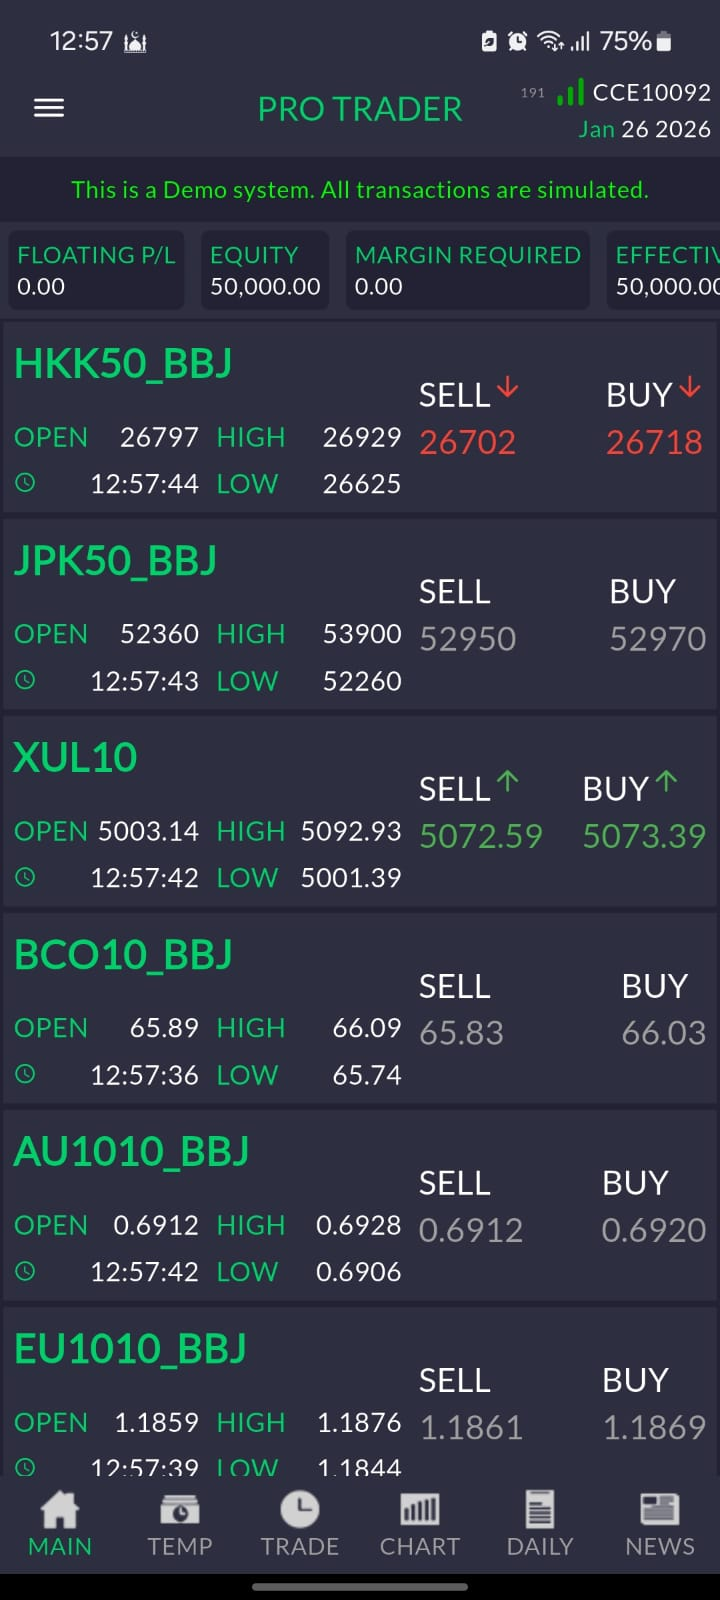 12:57 75%
PRO TRADER
191 CCE10092
Jan 26 2026
This is a Demo system. All transactions are simulated.
FLOATING P/L EQUITY MARGIN REQUIRED EFFECTIV
0.00 50,000.00 0.00 50,000.00
HKK50_BBJ
SELL BUY
OPEN 26797 HIGH 26929 26702 26718
12:57:44 LOW 26625
JPK50_BBJ
SELL BUY
OPEN 52360 HIGH 53900 52950 52970
12:57:43 LOW 52260
XUL10
SELL BUY
OPEN 5003.14 HIGH 5092.93 5072.59 5073.39
12:57:42 LOW 5001.39
BCO10_BBJ
SELL BUY
OPEN 65.89 HIGH 66.09 65.83 66.03
12:57:36 LOW 65.74
AU1010_BBJ
SELL BUY
OPEN 0.6912 HIGH 0.6928 0.6912 0.6920
12:57:42 LOW 0.6906
EU1010_BBJ
SELL BUY
OPEN 1.1859 HIGH 1.1876 1.1861 1.1869
12:57:39 LOW 1.1844
MAIN TEMP TRADE CHART DAILY NEWS